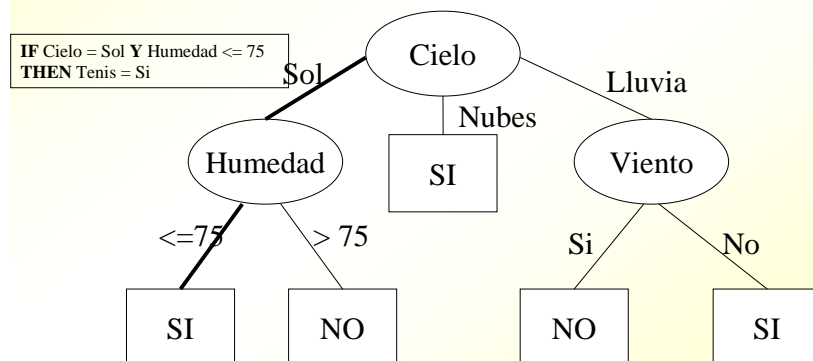 IF Cielo = Sol Y Humedad <= 75
THEN Tenis = Si
Cielo
Sol
Nubes
Lluvia
Humedad
SI
Viento
<=75
> 75
Si
No
SI
NO
NO
SI